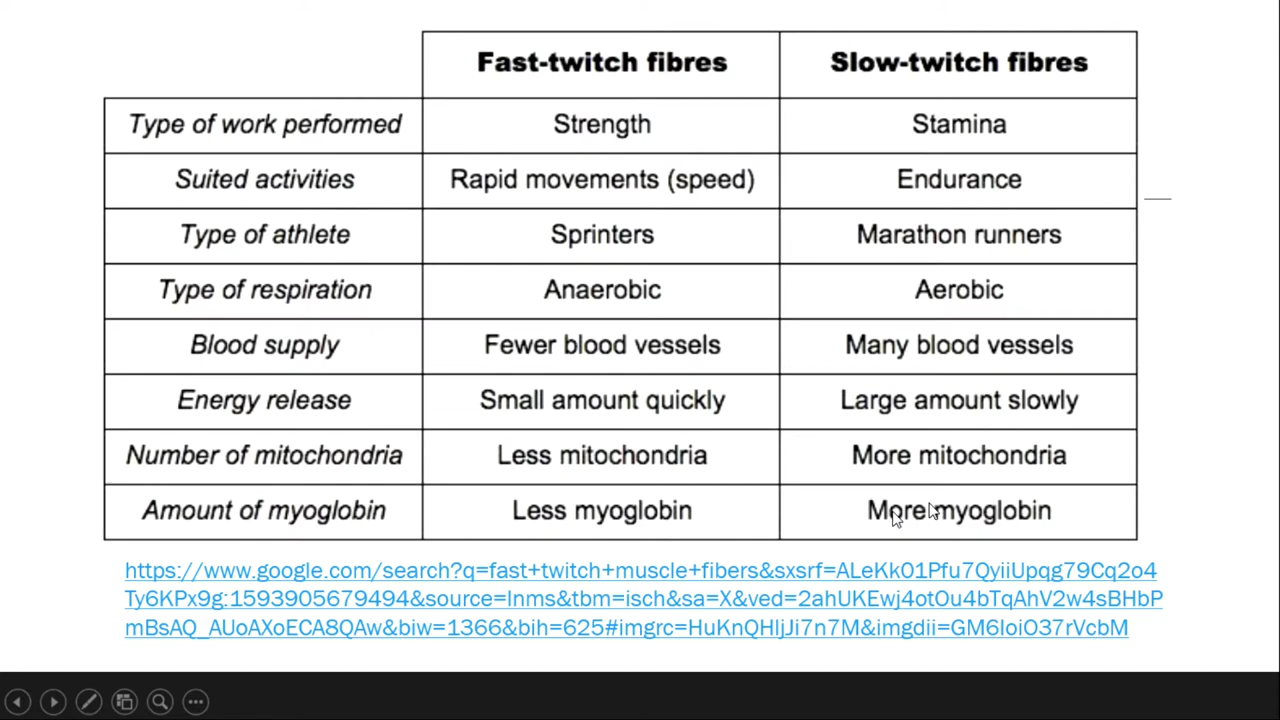 Fast-twitch fibres Slow-twitch fibres
Type of work performed Strength Stamina
Suited activities Rapid movements (speed) Endurance
Type of athlete Sprinters Marathon runners
Type of respiration Anaerobic Aerobic
Blood supply Fewer blood vessels Many blood vessels
Energy release Small amount quickly Large amount slowly
Number of mitochondria Less mitochondria More mitochondria
Amount of myoglobin Less myoglobin More myoglobin
https://www.google.com/search?q=fast+twitch+muscle+fibers&sxsrf=ALeKk01Pfu7QyiiUpqg79Cq2o4
Ty6KPx9g:1593905679494&source=lnms&tbm=isch&sa=X&ved=2ahUKEwj4otOu4bTqAhV2w4sBHbP
mBsAQ_AUoAXoECA8QAw&biw=1366&bih=625#imgrc=HuKnQHljJi7n7M&imgdii=GM6IoiO37rVcbM